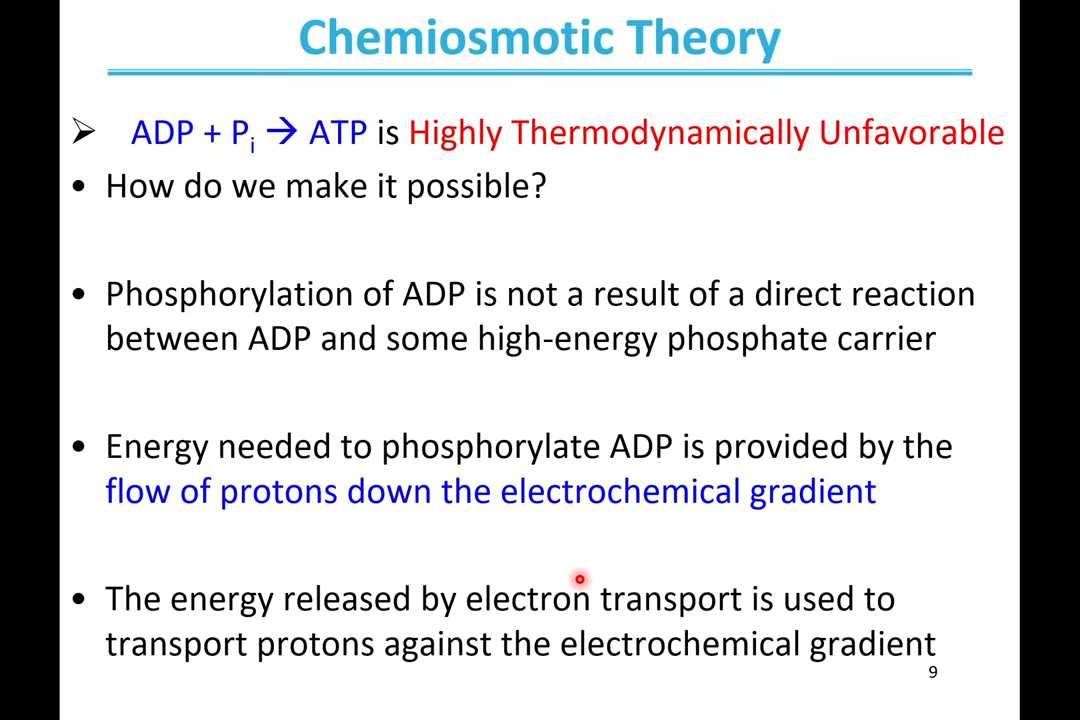 Chemiosmotic Theory
➢ ADP + Pi → ATP is Highly Thermodynamically Unfavorable
• How do we make it possible?
• Phosphorylation of ADP is not a result of a direct reaction
between ADP and some high-energy phosphate carrier
• Energy needed to phosphorylate ADP is provided by the
flow of protons down the electrochemical gradient
• The energy released by electron transport is used to
transport protons against the electrochemical gradient
9